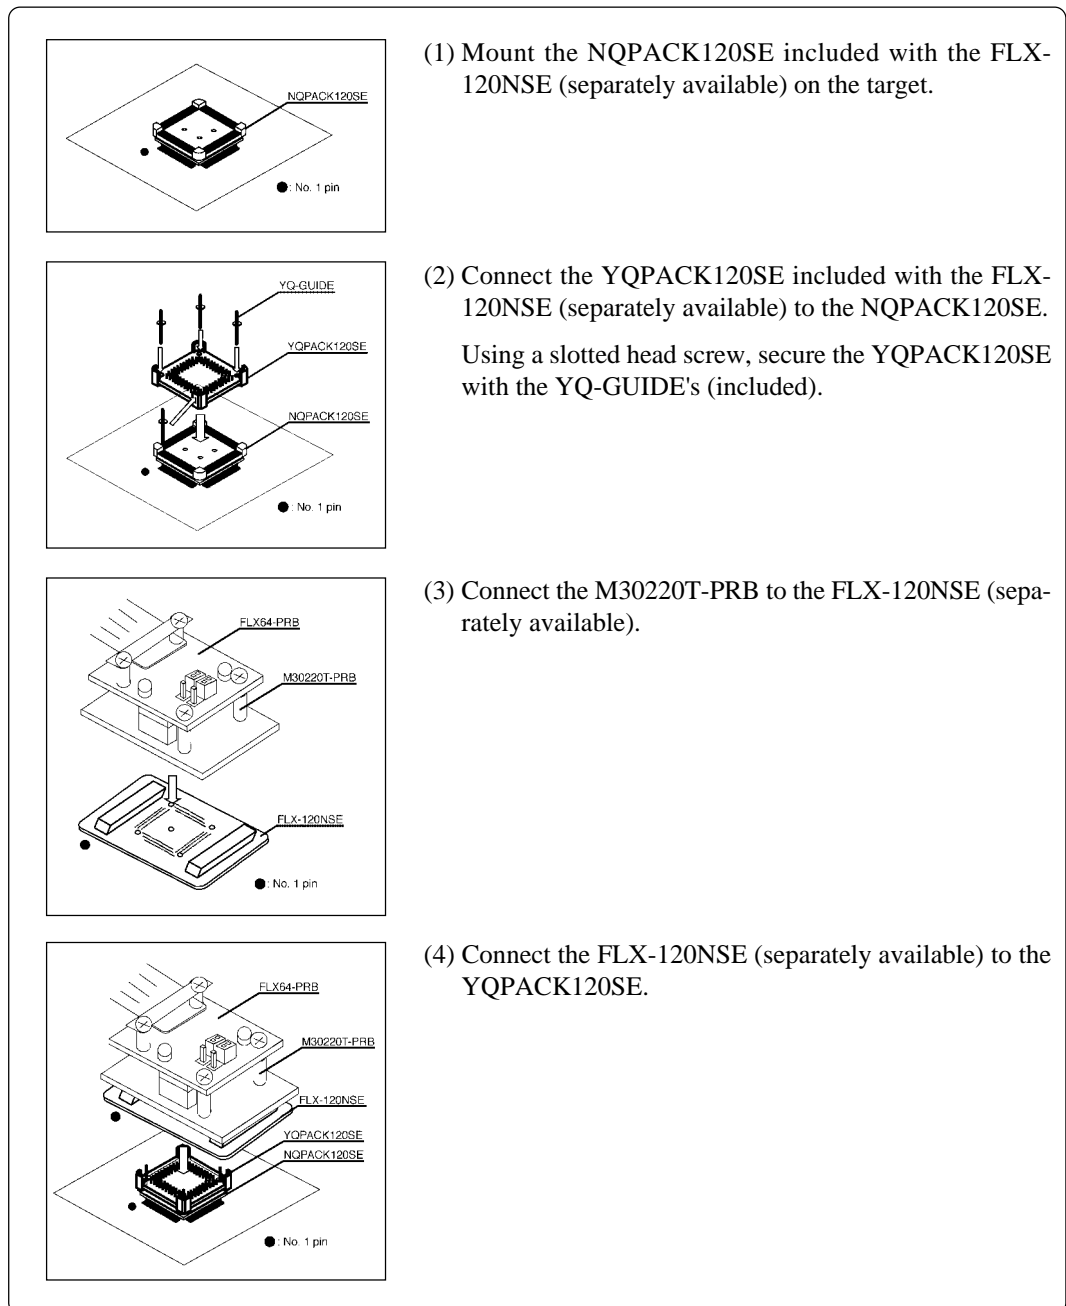 NQPACK120SE
●: No. 1 pin
(1) Mount the NQPACK120SE included with the FLX-
120NSE (separately available) on the target.
YQ-GUIDE
YQPACK120SE
NQPACK120SE
●: No. 1 pin
(2) Connect the YQPACK120SE included with the FLX-
120NSE (separately available) to the NQPACK120SE.
Using a slotted head screw, secure the YQPACK120SE
with the YQ-GUIDE's (included).
FLX64-PRB
M30220T-PRB
FLX-120NSE
●: No. 1 pin
(3) Connect the M30220T-PRB to the FLX-120NSE (sepa-
rately available).
FLX64-PRB
M30220T-PRB
FLX-120NSE
YQPACK120SE
NQPACK120SE
●: No. 1 pin
(4) Connect the FLX-120NSE (separately available) to the
YQPACK120SE.